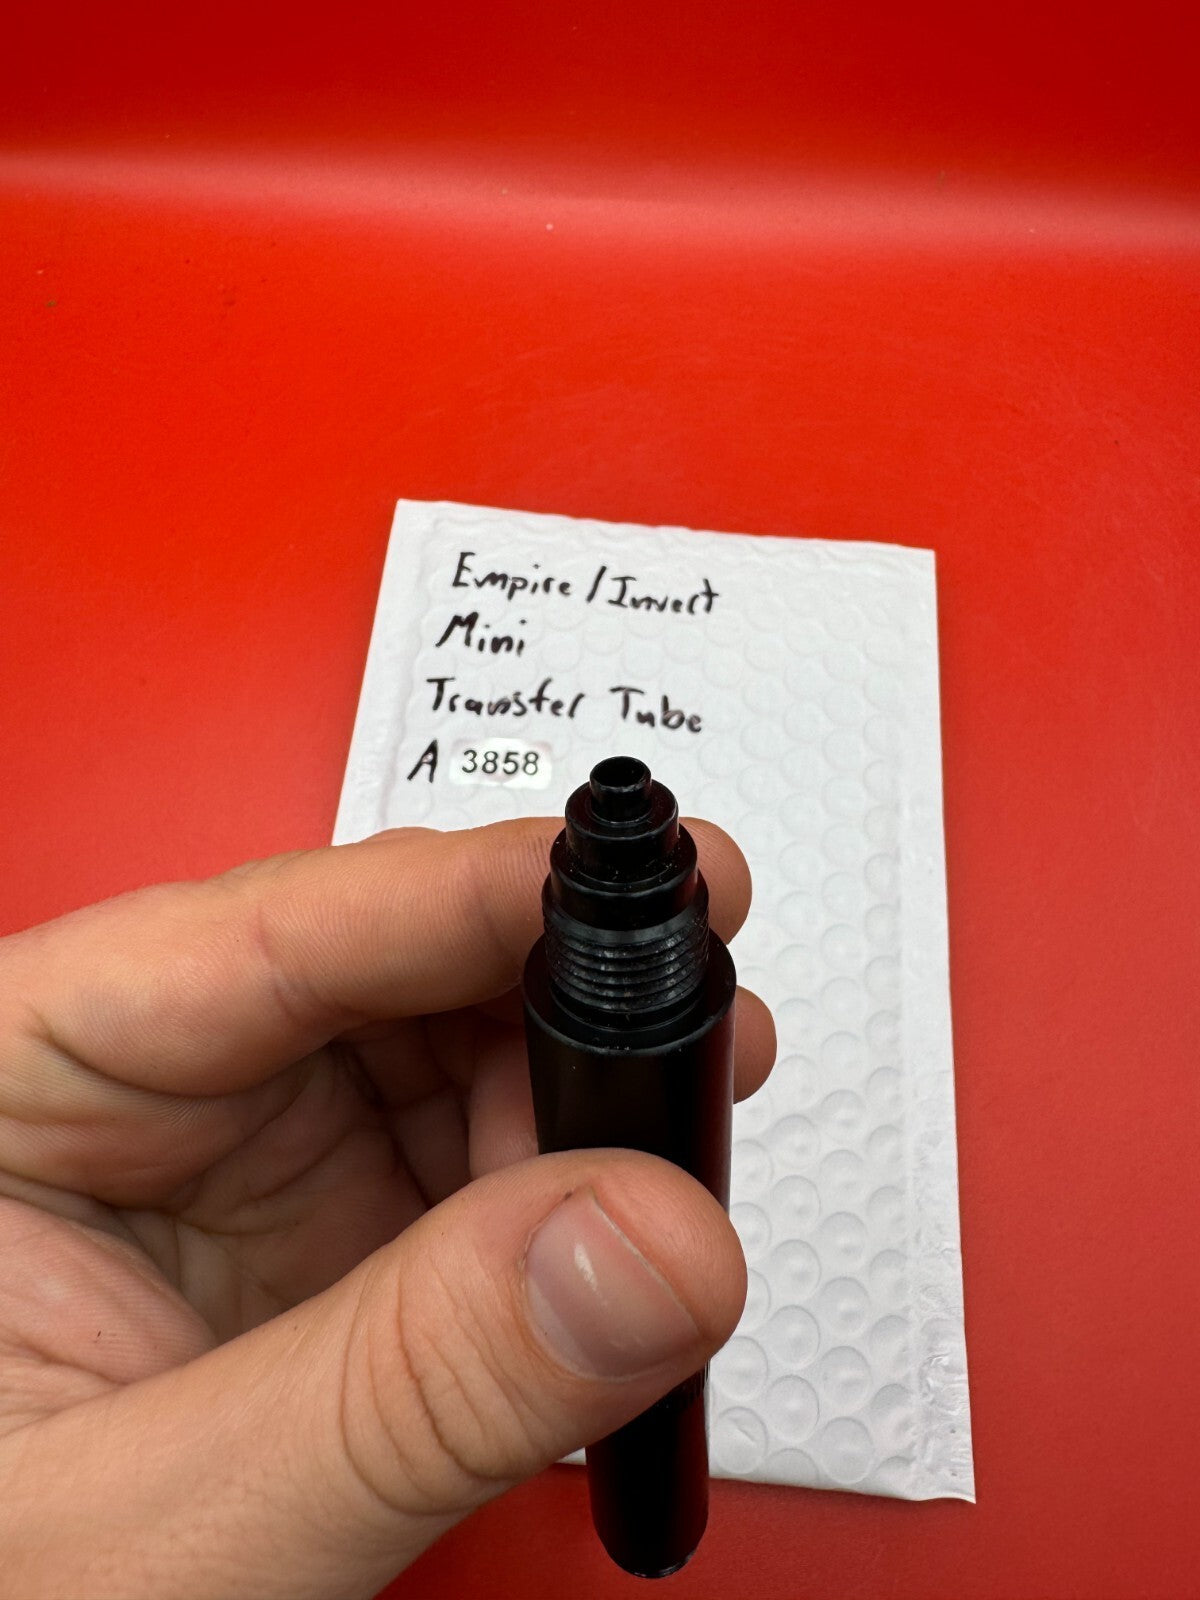 Empire/Invert
Mini
Transfer Tube
A 3858